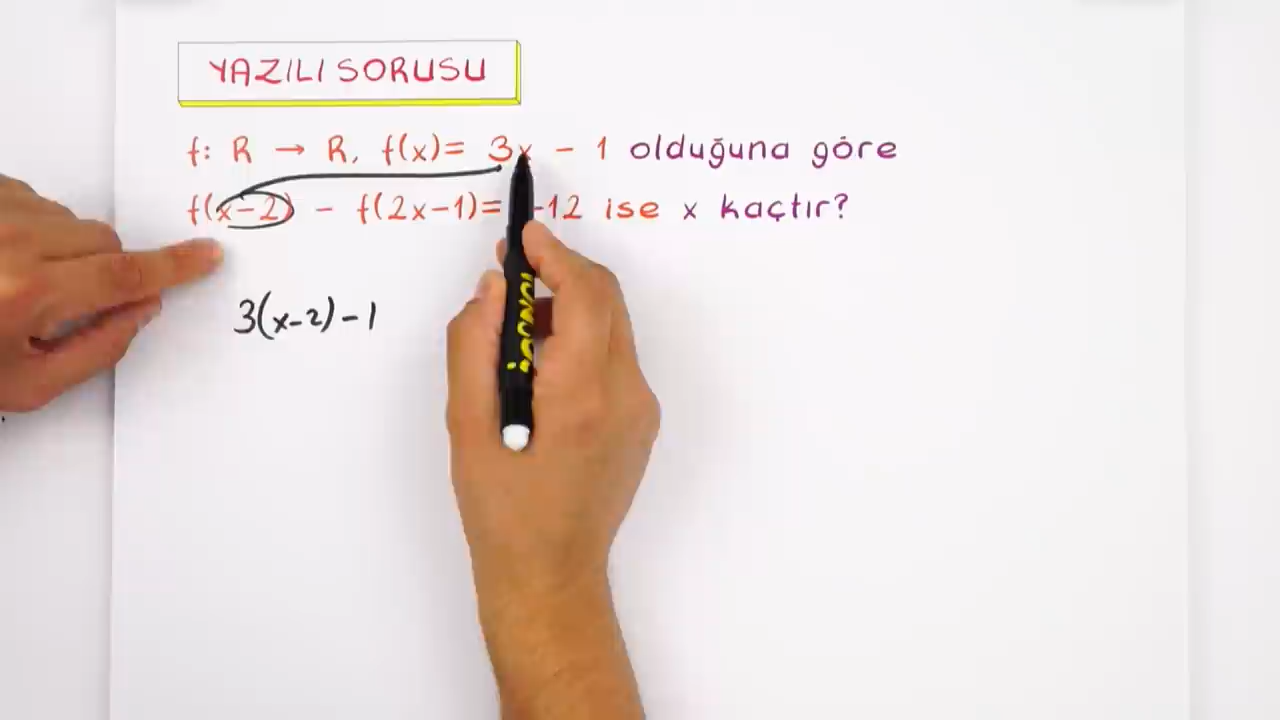 YAZILI SORUSU
f: R → R, f(x)= 3x - 1 olduğuna göre
f(x-2) - f(2x-1)= -12 ise x kaçtır?
3(x-2)-1